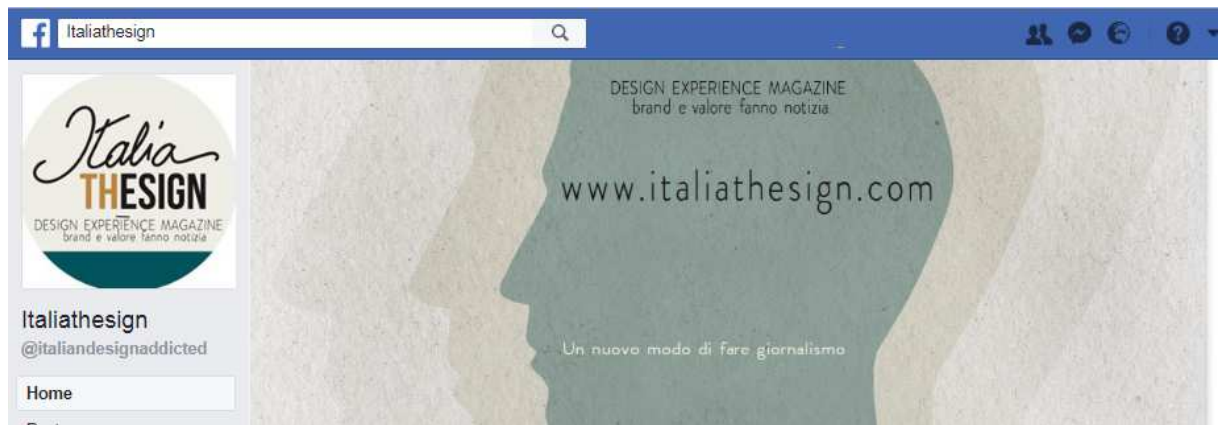 Italiathesign
DESIGN EXPERIENCE MAGAZINE
brand e valore fanno notizia
www.italiathesign.com
Un nuovo modo di fare giornalismo
Italia
THESIGN
DESIGN EXPERIENCE MAGAZINE
brand e valore fanno notizia
Italiathesign
@italiandesignaddicted
Home